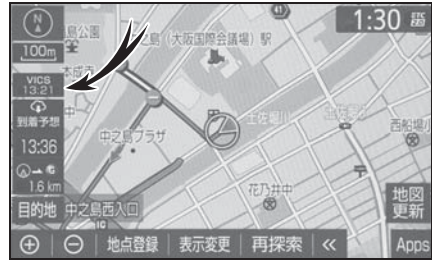 N
島公園
41
1:30
ETC
100m
之島（大阪国際会議場）駅
VICS
13:21
到着予想
13:36
中之島プラザ
土佐堀川
西船場
1.6 km
花乃井中
地図
更新
目的地
中之島西入口
地点登録
表示変更
再探索
«
Apps